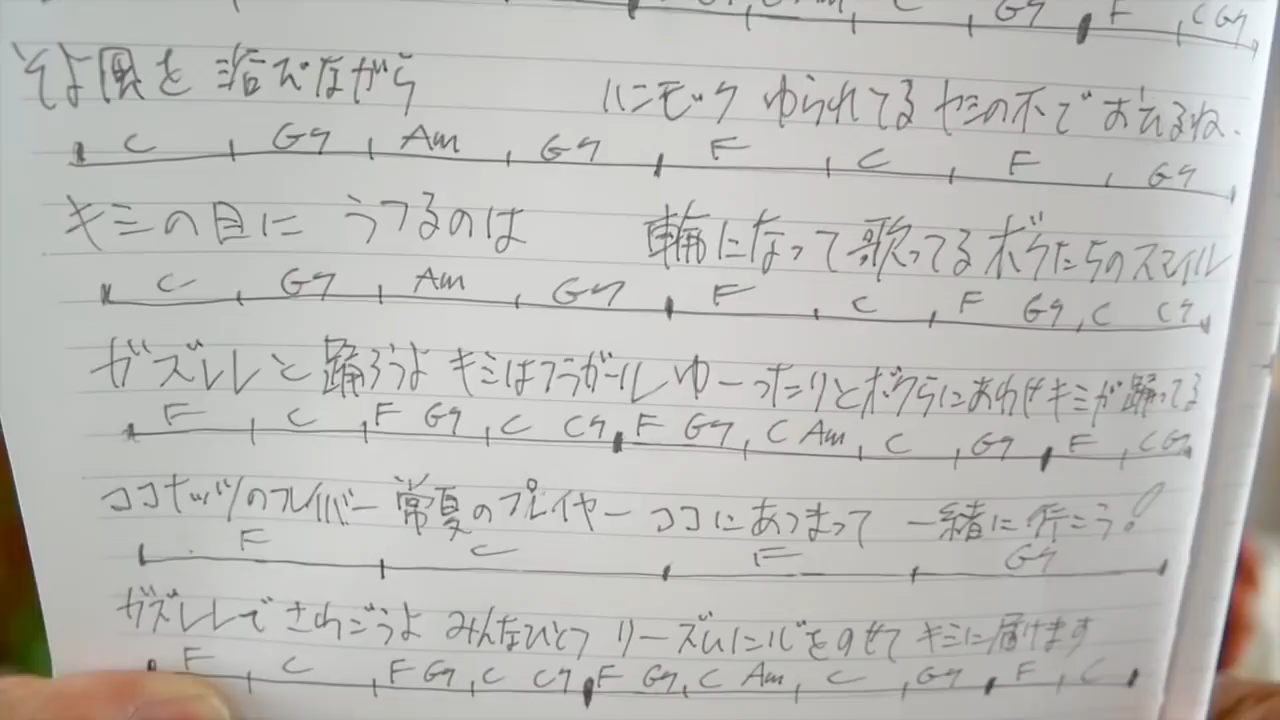 G7 F C G7
そよ風を浴びながら ハンモック ゆられてる ヤシの木で おえるね
C G7 Am G7 F C F G7
キミの目に うつるのは 輪になって歌ってる ボクたちのスマイル
C G7 Am G7 F C F G7 C C7
ガズレレと踊ろうよ キミはフラガール ゆーったりとボクらにあわせキミが踊ってる
F C F G7 C C7 F G7 C Am C G7 F C G7
ココナッツのフレイバー 常夏のプレイヤー ココにあつまって 一緒に行こう!
F C F G7
ガズレレで さわごうよ みんなひとつ リーズムにのせて キミに届けます
F C F G7 C C7 F G7 C Am C G7 F C